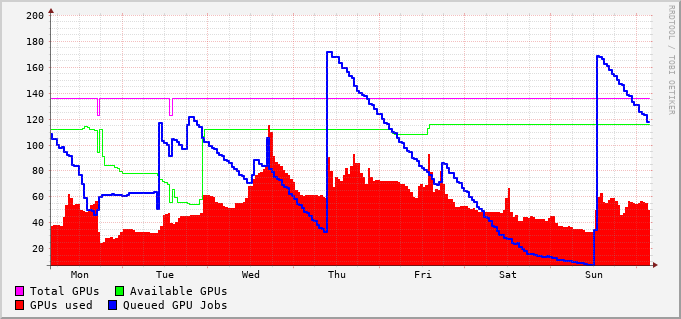 200
180
160
140
120
100
80
60
40
20
Mon Tue Wed Thu Fri Sat Sun
Total GPUs Available GPUs
GPUs used Queued GPU Jobs
RRDTOOL / TOBI OETIKER